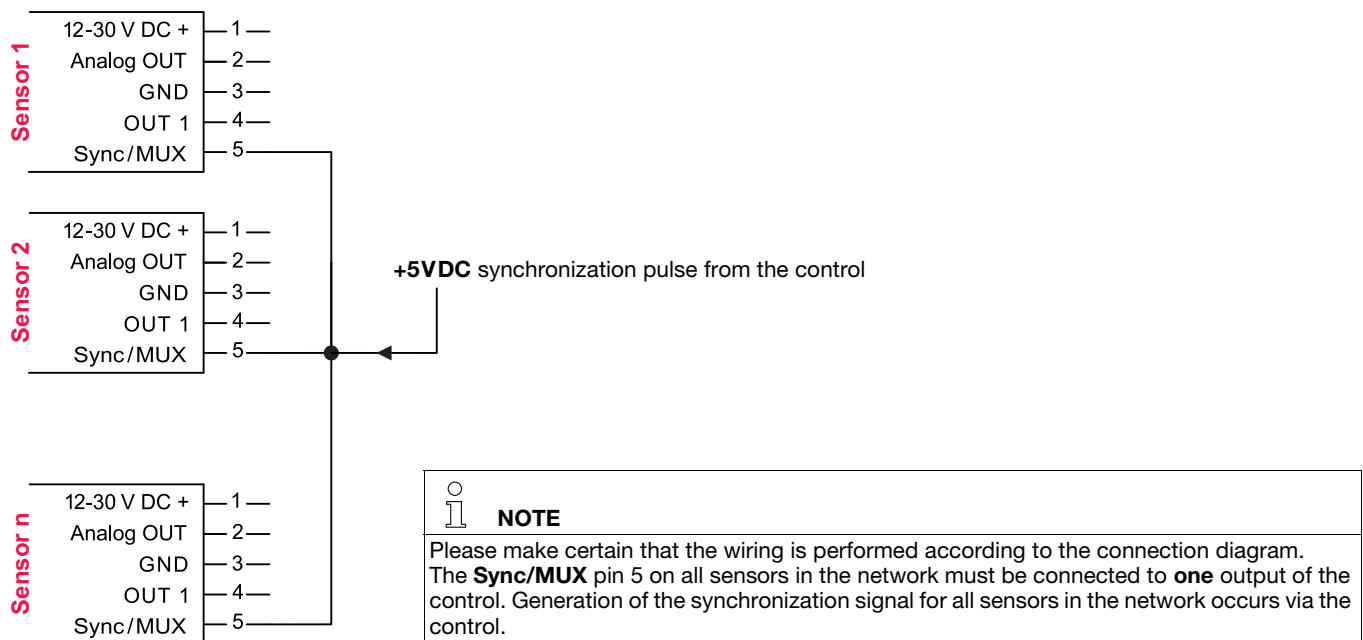 Sensor 1
12-30 V DC + 1
Analog OUT 2
GND 3
OUT 1 4
Sync/MUX 5
Sensor 2
12-30 V DC + 1
Analog OUT 2
GND 3
OUT 1 4
Sync/MUX 5
+5VDC synchronization pulse from the control
Sensor n
12-30 V DC + 1
Analog OUT 2
GND 3
OUT 1 4
Sync/MUX 5
NOTE
Please make certain that the wiring is performed according to the connection diagram.
The Sync/MUX pin 5 on all sensors in the network must be connected to one output of the
control. Generation of the synchronization signal for all sensors in the network occurs via the
control.